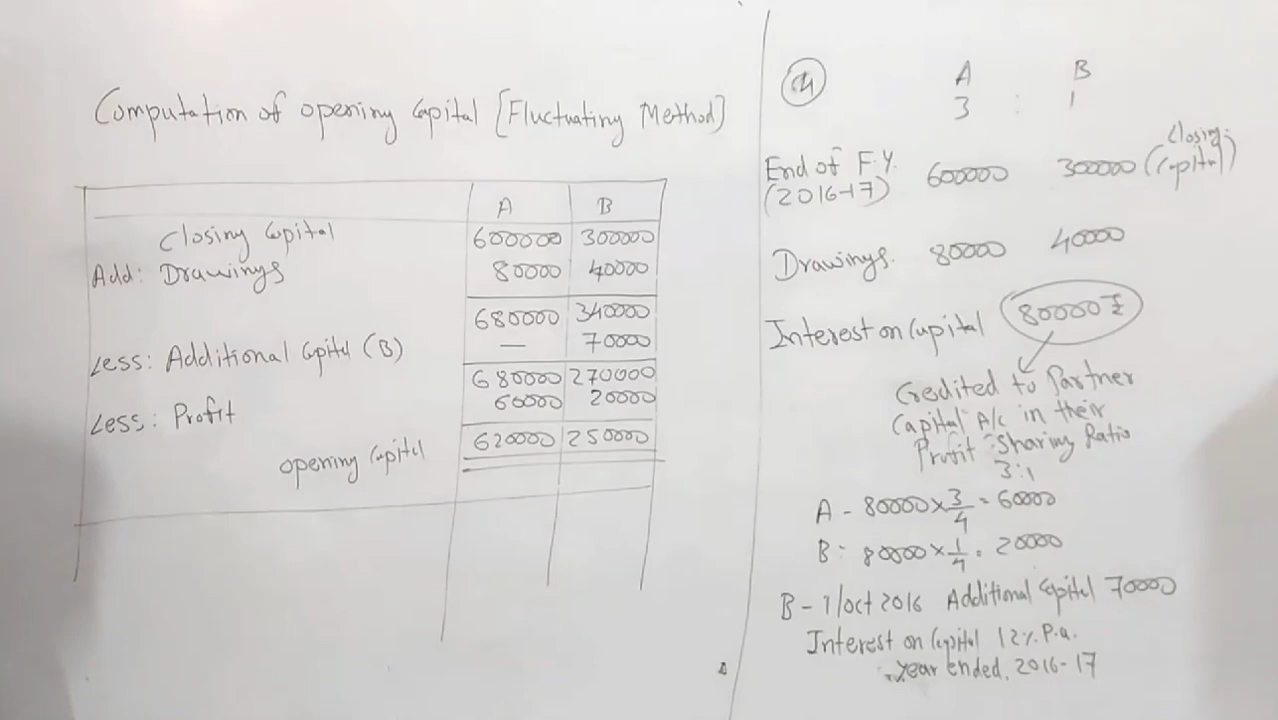 Computation of opening Capital [Fluctuating Method]
A B
Closing Capital 600000 300000
Add: Drawings 80000 40000
680000 340000
Less: Additional Capital (B) — 70000
680000 270000
Less: Profit 60000 20000
opening Capital 620000 250000
A B
3 : 1
End of F.Y. 600000 300000 (Closing Capital)
(2016-17)
Drawings. 80000 40000
Interest on Capital 80000 ₹
Credited to Partner
Capital A/c in their
Profit Sharing Ratio
3:1
A - 80000 × 3/4 = 60000
B = 80000 × 1/4 = 20000
B - 1/oct 2016 Additional Capital 70000
Interest on Capital 12% P.a.
year ended, 2016-17